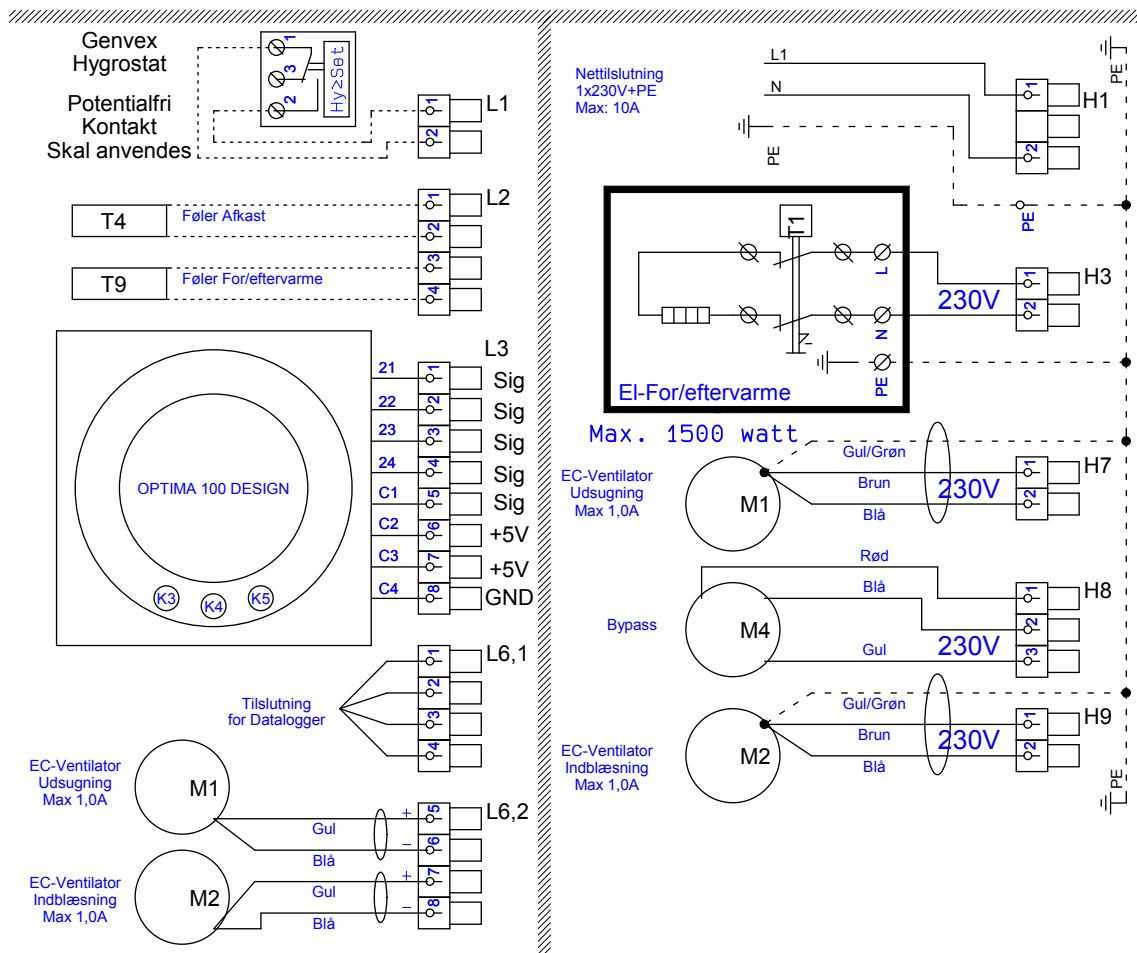 Genvex
Hygrostat
Potentialfri
Kontakt
Skal anvendes
1
3
2
Hy≥Set
1
2
L1
T4
Føler Afkast
T9
Føler For/eftervarme
1
2
3
4
L2
OPTIMA 100 DESIGN
K3
K4
K5
L3
21
1
Sig
22
2
Sig
23
3
Sig
24
4
Sig
C1
5
Sig
C2
6
+5V
C3
7
+5V
C4
8
GND
Tilslutning
for Datalogger
1
2
3
4
L6,1
EC-Ventilator
Udsugning
Max 1,0A
M1
Gul
Blå
+
−
5
6
L6,2
EC-Ventilator
Indblæsning
Max 1,0A
M2
Gul
Blå
+
−
7
8
Nettilslutning
1x230V+PE
Max: 10A
L1
N
PE
1
2
H1
PE
PE
T1
L
N
PE
El-For/eftervarme
Max. 1500 watt
230V
1
2
H3
EC-Ventilator
Udsugning
Max 1,0A
M1
Gul/Grøn
Brun
Blå
230V
1
2
H7
Bypass
M4
Rød
Blå
Gul
230V
1
2
3
H8
EC-Ventilator
Indblæsning
Max 1,0A
M2
Gul/Grøn
Brun
Blå
230V
1
2
H9
PE